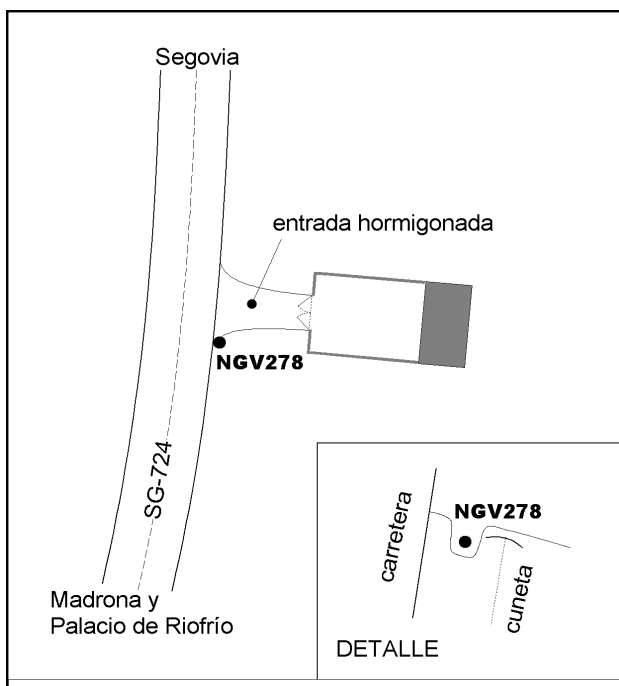 Segovia
entrada hormigonada
NGV278
SG-724
Madrona y
Palacio de Riofrío
carretera
NGV278
cuneta
DETALLE